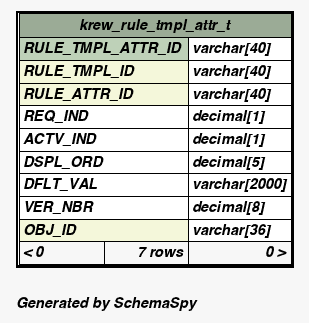 krew_rule_tmpl_attr_t
RULE_TMPL_ATTR_ID varchar[40]
RULE_TMPL_ID varchar[40]
RULE_ATTR_ID varchar[40]
REQ_IND decimal[1]
ACTV_IND decimal[1]
DSPL_ORD decimal[5]
DFLT_VAL varchar[2000]
VER_NBR decimal[8]
OBJ_ID varchar[36]
< 0 7 rows 0 >
Generated by SchemaSpy